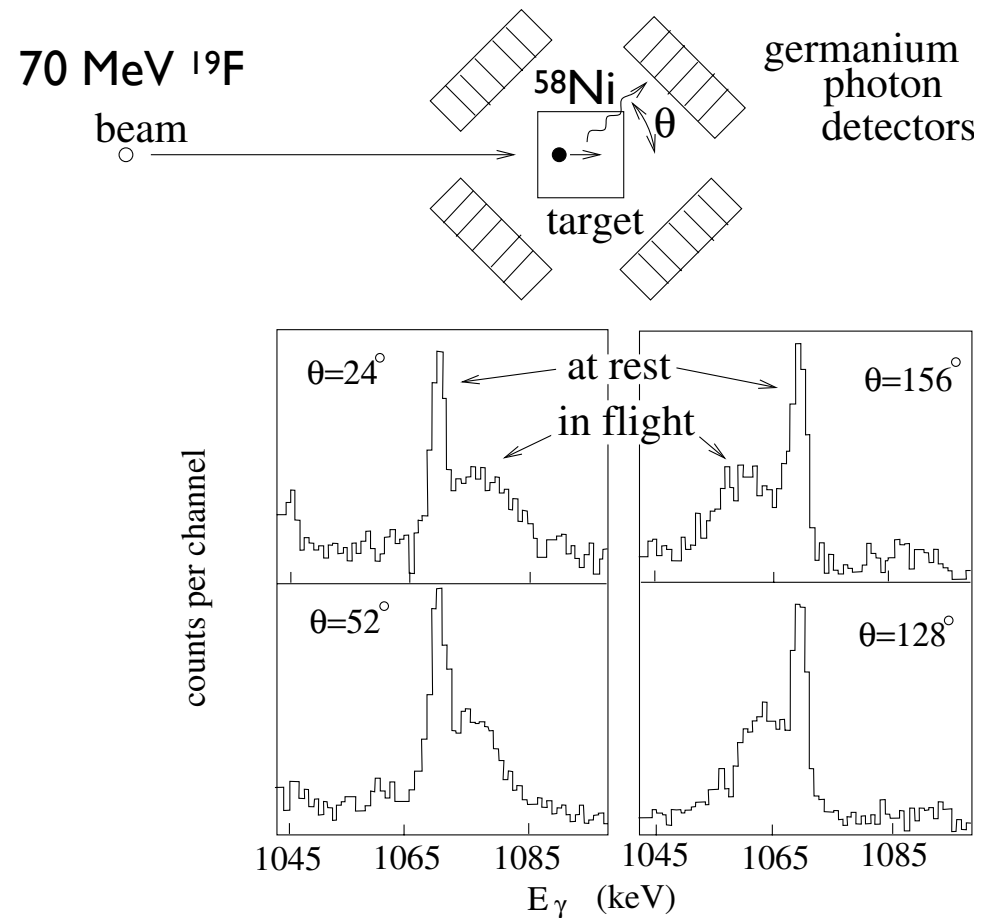 70 MeV ¹⁹F
beam
⁵⁸Ni
θ
target
germanium
photon
detectors
θ=24°
at rest
in flight
θ=156°
θ=52°
θ=128°
counts per channel
1045 1065 1085 1045 1065 1085
E γ (keV)